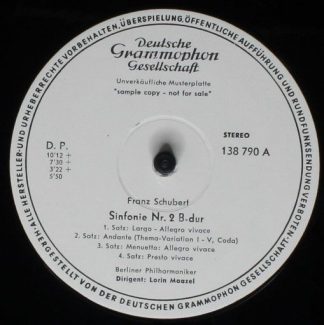 ALLE HERSTELLER- UND URHEBERRECHTE VORBEHALTEN. ÜBERSPIELUNG, ÖFFENTLICHE AUFFÜHRUNG UND RUNDFUNKSENDUNG VERBOTEN.
Deutsche
Grammophon
Gesellschaft
Unverkäufliche Musterplatte
"sample copy - not for sale"
D. P.
10'12 +
7'30 +
3'22 +
5'50
STEREO
138 790 A
Franz Schubert
Sinfonie Nr. 2 B-dur
1. Satz: Largo - Allegro vivace
2. Satz: Andante (Thema-Variation I - V, Coda)
3. Satz: Menuetto: Allegro vivace
4. Satz: Presto vivace
Berliner Philharmoniker
Dirigent: Lorin Maazel
HERGESTELLT VON DER DEUTSCHEN GRAMMOPHON GESELLSCHAFT